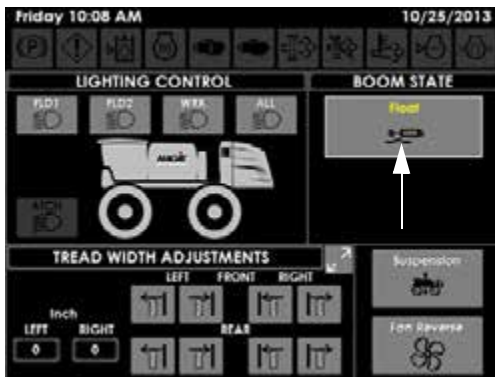 Friday 10:08 AM
10/25/2013
LIGHTING CONTROL
BOOM STATE
FLD1
FLD2
WRK
ALL
Float
ATCH
TREAD WIDTH ADJUSTMENTS
LEFT FRONT RIGHT
Inch
LEFT RIGHT
REAR
0 0
Suspension
Fan Reverse